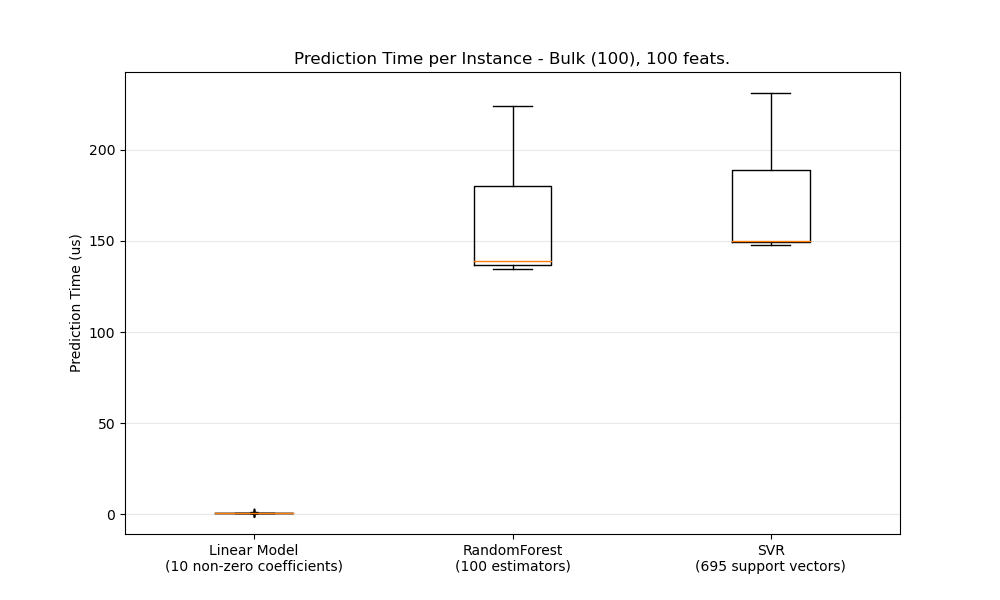 Prediction Time per Instance - Bulk (100), 100 feats.
Prediction Time (us)
200
150
100
50
0
Linear Model
(10 non-zero coefficients)
RandomForest
(100 estimators)
SVR
(695 support vectors)